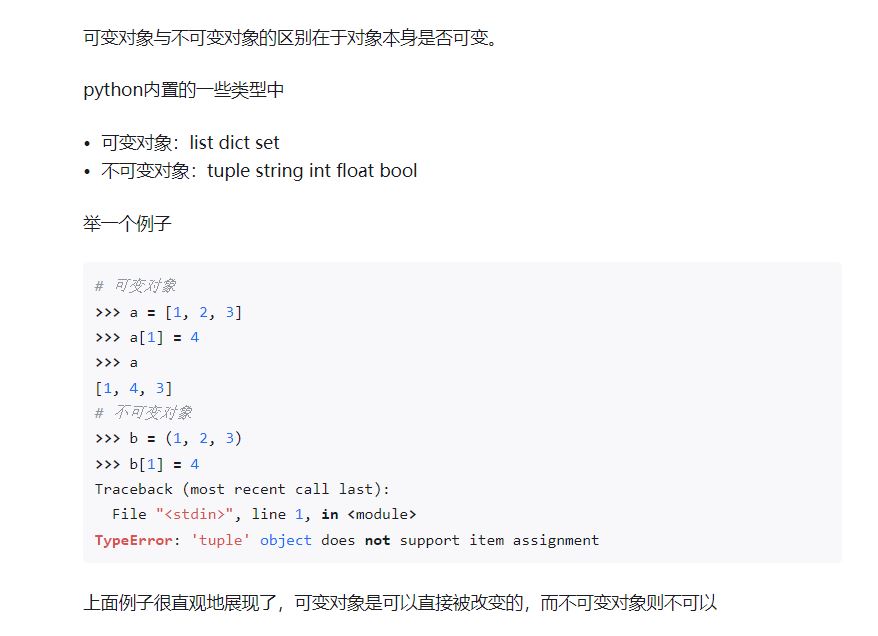 可变对象与不可变对象的区别在于对象本身是否可变。
python内置的一些类型中
• 可变对象：list dict set
• 不可变对象：tuple string int float bool
举一个例子
# 可变对象
>>> a = [1, 2, 3]
>>> a[1] = 4
>>> a
[1, 4, 3]
# 不可变对象
>>> b = (1, 2, 3)
>>> b[1] = 4
Traceback (most recent call last):
  File "<stdin>", line 1, in <module>
TypeError: 'tuple' object does not support item assignment
上面例子很直观地展现了，可变对象是可以直接被改变的，而不可变对象则不可以